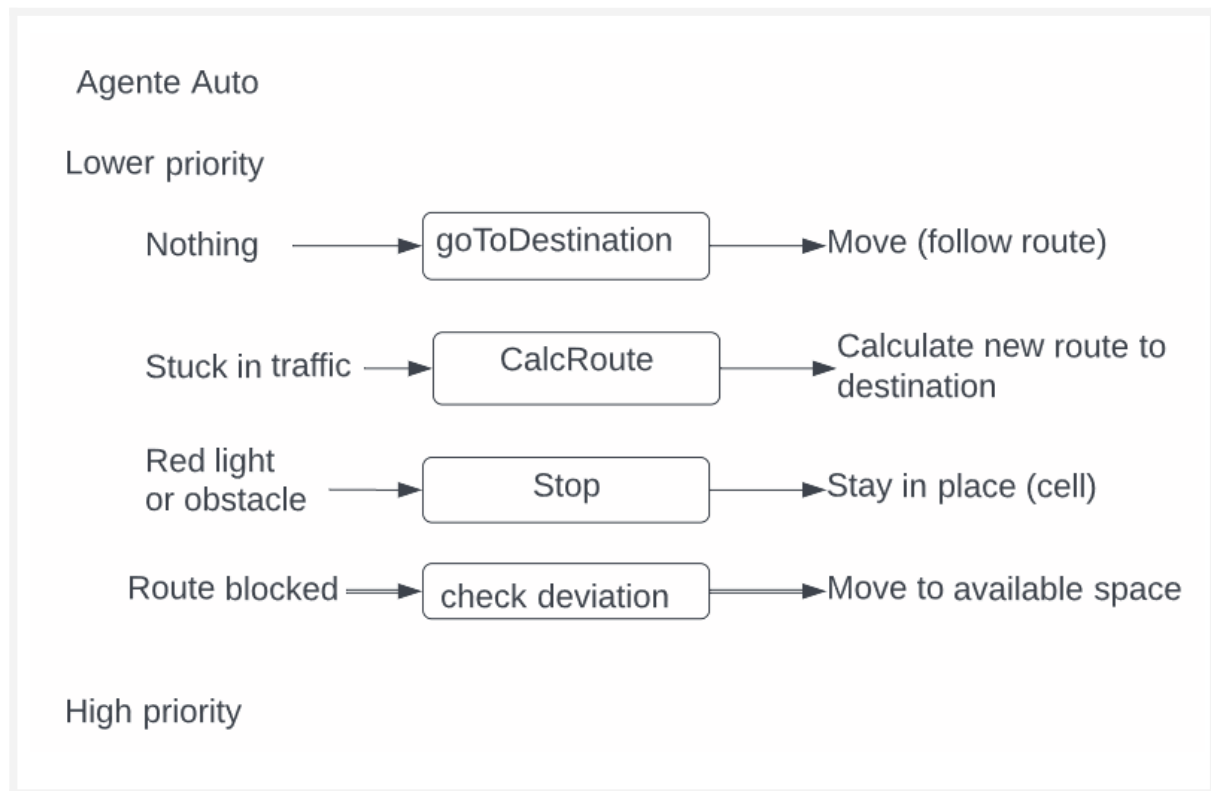 Agente Auto
Lower priority
Nothing
goToDestination
Move (follow route)
Stuck in traffic
CalcRoute
Calculate new route to
destination
Red light
or obstacle
Stop
Stay in place (cell)
Route blocked
check deviation
Move to available space
High priority